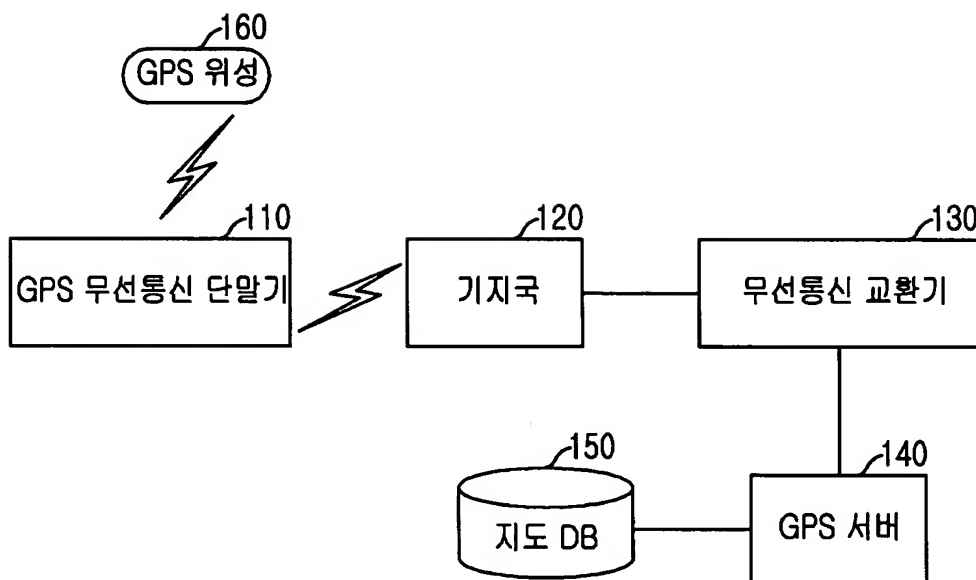 160
GPS 위성
110
GPS 무선통신 단말기
120
기지국
130
무선통신 교환기
150
지도 DB
140
GPS 서버